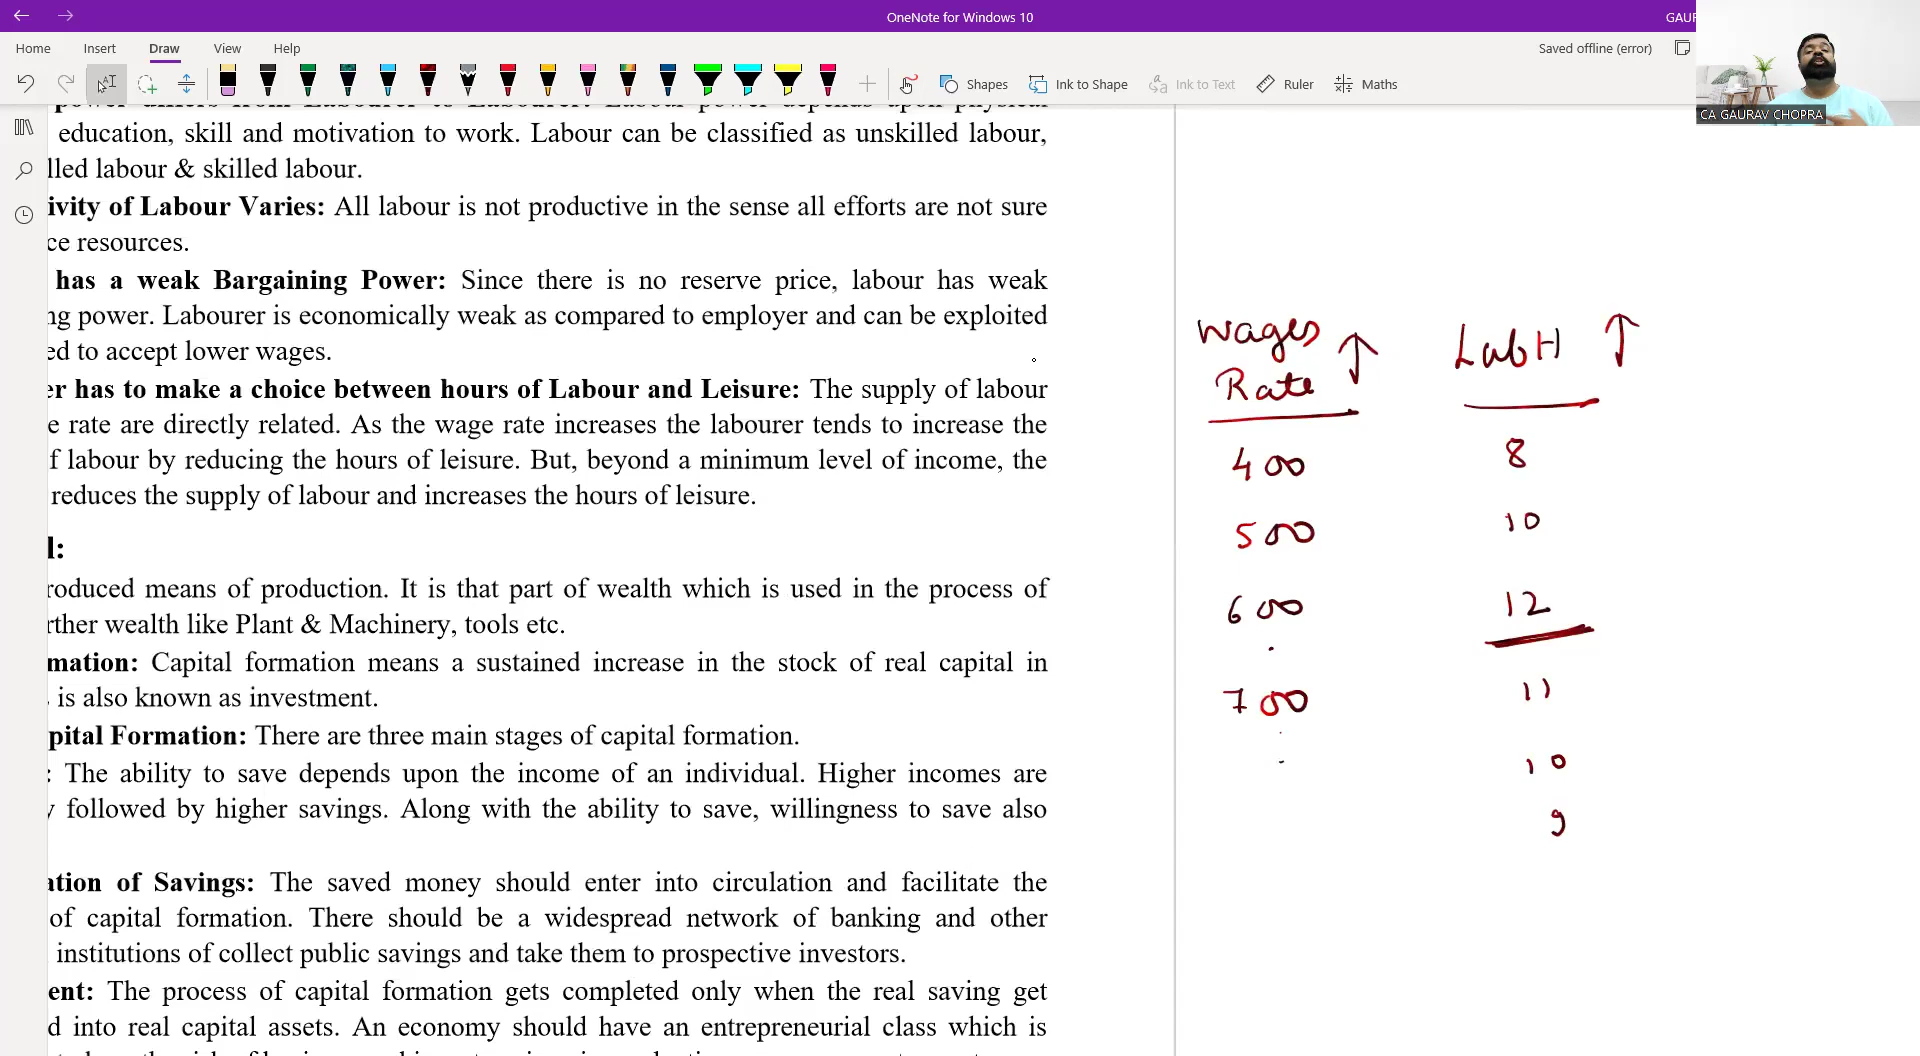 OneNote for Windows 10
GAUR
Home Insert Draw View Help
Saved offline (error)
Shapes Ink to Shape Ink to Text Ruler Maths
CA GAURAV CHOPRA
power differs from Labourer to Labourer: Labour power depends upon physical
education, skill and motivation to work. Labour can be classified as unskilled labour,
lled labour & skilled labour.
ivity of Labour Varies: All labour is not productive in the sense all efforts are not sure
ce resources.
has a weak Bargaining Power: Since there is no reserve price, labour has weak
ng power. Labourer is economically weak as compared to employer and can be exploited
ed to accept lower wages.
er has to make a choice between hours of Labour and Leisure: The supply of labour
e rate are directly related. As the wage rate increases the labourer tends to increase the
f labour by reducing the hours of leisure. But, beyond a minimum level of income, the
reduces the supply of labour and increases the hours of leisure.
l:
roduced means of production. It is that part of wealth which is used in the process of
rther wealth like Plant & Machinery, tools etc.
mation: Capital formation means a sustained increase in the stock of real capital in
is also known as investment.
pital Formation: There are three main stages of capital formation.
: The ability to save depends upon the income of an individual. Higher incomes are
y followed by higher savings. Along with the ability to save, willingness to save also
ation of Savings: The saved money should enter into circulation and facilitate the
of capital formation. There should be a widespread network of banking and other
institutions of collect public savings and take them to prospective investors.
ent: The process of capital formation gets completed only when the real saving get
d into real capital assets. An economy should have an entrepreneurial class which is
Wages ↑ LabH ↑
Rate
400 8
500 10
600 12
700 11
10
9